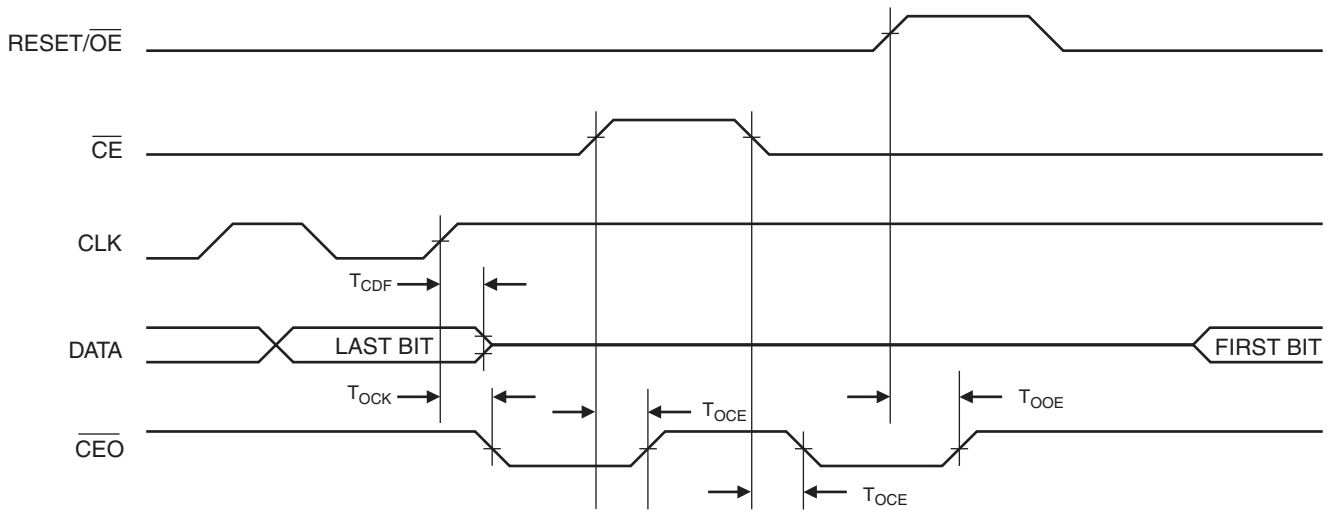 RESET/OE
CE
CLK
TCDF
DATA
LAST BIT
FIRST BIT
TOCK
TOCE
TOOE
CEO
TOCE